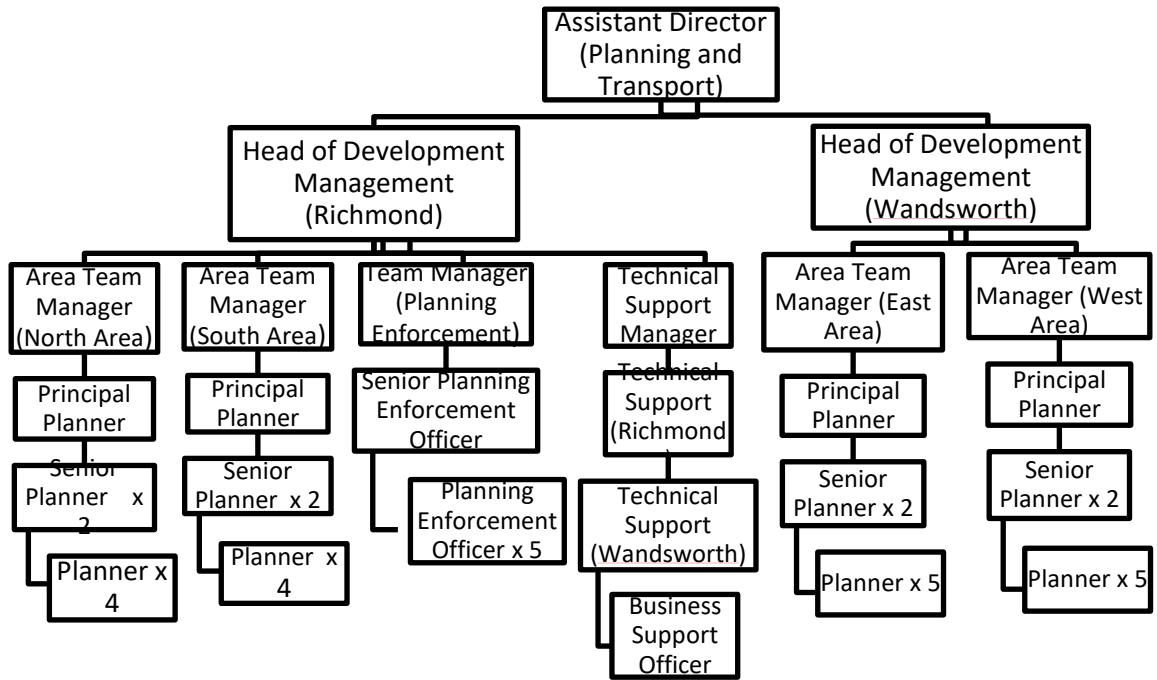 Assistant Director
(Planning and
Transport)
Head of Development
Management
(Richmond)
Head of Development
Management
(Wandsworth)
Area Team
Manager
(North Area)
Principal
Planner
Senior
Planner x
2
Planner x
4
Area Team
Manager
(South Area)
Principal
Planner
Senior
Planner x 2
Planner x
4
Team Manager
(Planning
Enforcement)
Senior Planning
Enforcement
Officer
Planning
Enforcement
Officer x 5
Technical
Support
Manager
Technical
Support
(Richmond
)
Technical
Support
(Wandsworth)
Business
Support
Officer
Area Team
Manager (East
Area)
Principal
Planner
Senior
Planner x 2
Planner x 5
Area Team
Manager (West
Area)
Principal
Planner
Senior
Planner x 2
Planner x 5